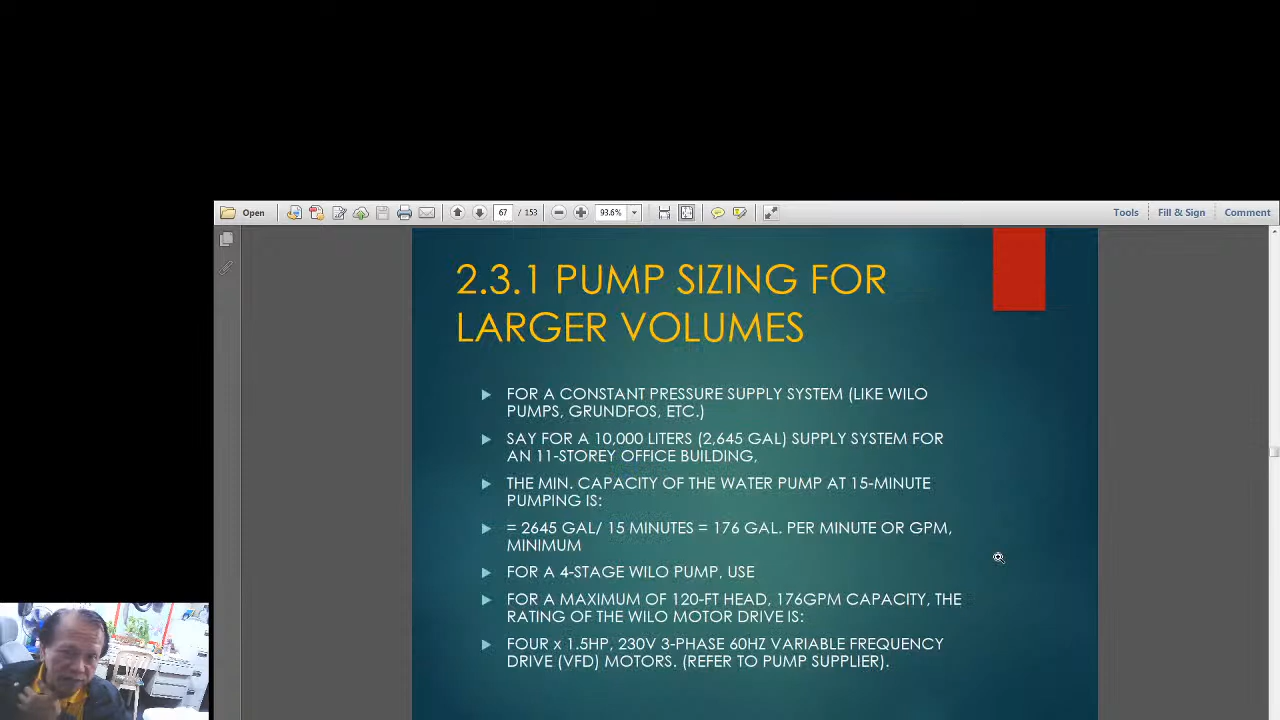 Open
67
/ 153
93.6%
Tools
Fill & Sign
Comment
2.3.1 PUMP SIZING FOR
LARGER VOLUMES
FOR A CONSTANT PRESSURE SUPPLY SYSTEM (LIKE WILO
PUMPS, GRUNDFOS, ETC.)
SAY FOR A 10,000 LITERS (2,645 GAL) SUPPLY SYSTEM FOR
AN 11-STOREY OFFICE BUILDING,
THE MIN. CAPACITY OF THE WATER PUMP AT 15-MINUTE
PUMPING IS:
= 2645 GAL/ 15 MINUTES = 176 GAL. PER MINUTE OR GPM,
MINIMUM
FOR A 4-STAGE WILO PUMP, USE
FOR A MAXIMUM OF 120-FT HEAD, 176GPM CAPACITY, THE
RATING OF THE WILO MOTOR DRIVE IS:
FOUR x 1.5HP, 230V 3-PHASE 60HZ VARIABLE FREQUENCY
DRIVE (VFD) MOTORS. (REFER TO PUMP SUPPLIER).